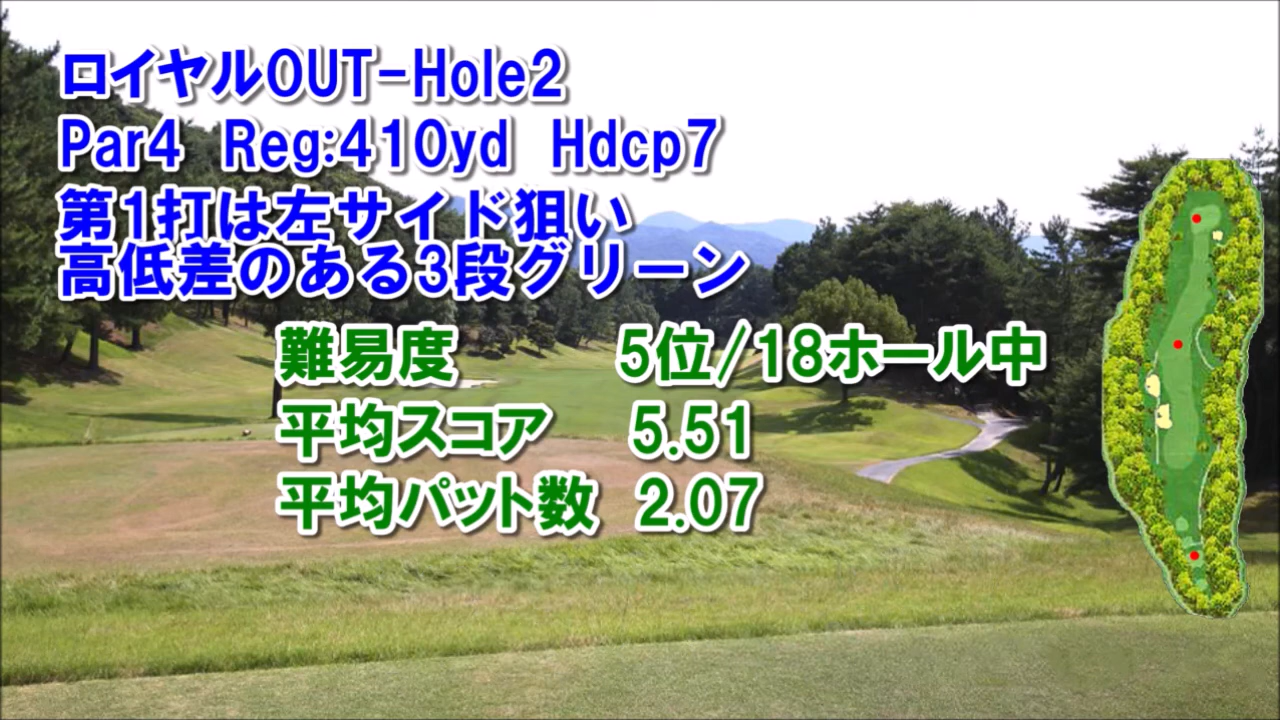 ロイヤルOUT-Hole2
Par4 Reg:410yd Hdcp7
第1打は左サイド狙い
高低差のある3段グリーン
難易度 5位/18ホール中
平均スコア 5.51
平均パット数 2.07